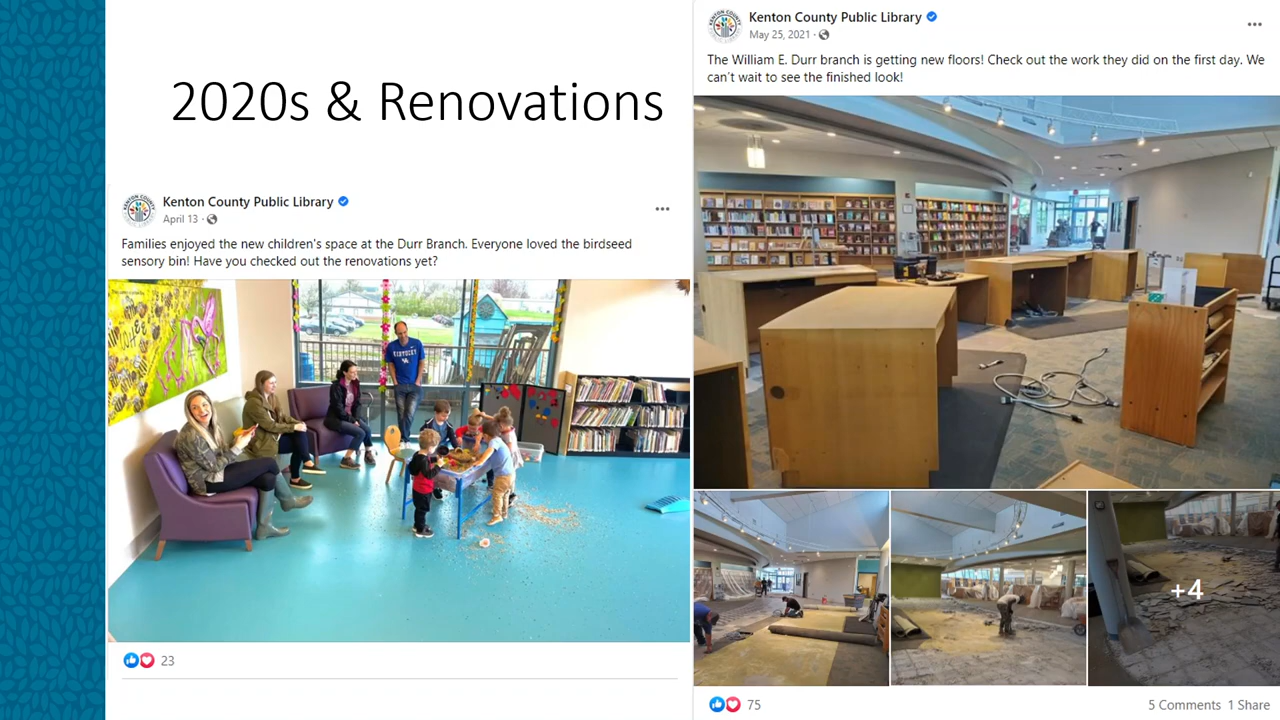 2020s & Renovations
Kenton County Public Library
April 13 ·
Families enjoyed the new children's space at the Durr Branch. Everyone loved the birdseed
sensory bin! Have you checked out the renovations yet?
KENTUCKY
23
Kenton County Public Library
May 25, 2021 ·
The William E. Durr branch is getting new floors! Check out the work they did on the first day. We
can't wait to see the finished look!
+4
75
5 Comments 1 Share